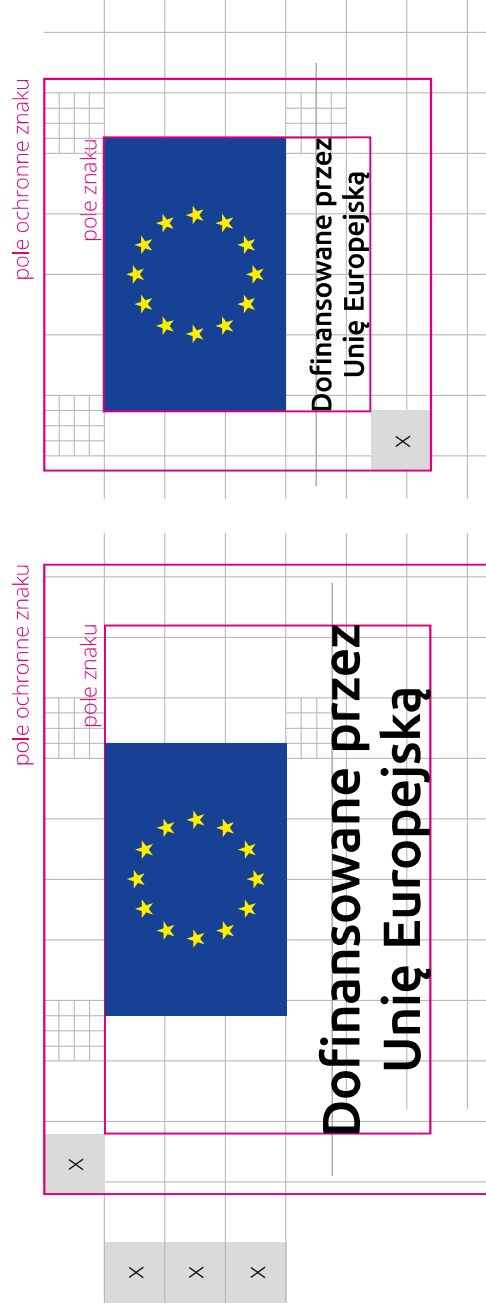 pole ochronne znaku
pole znaku
Dofinansowane przez
Unię Europejską
x
pole ochronne znaku
pole znaku
Dofinansowane przez
Unię Europejską
x
x
x
x